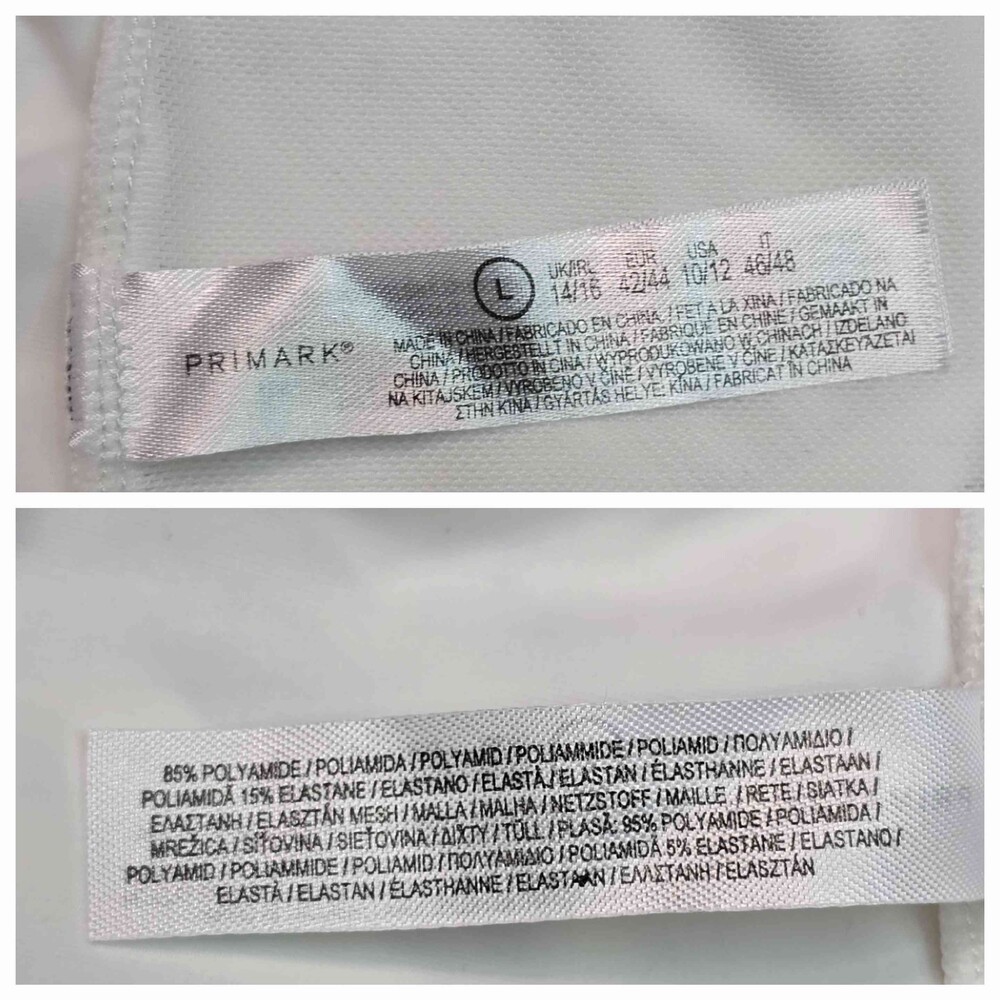 PRIMARK®
L
UK/IRL EUR USA IT
14/16 42/44 10/12 46/48
MADE IN CHINA / FABRICADO EN CHINA / FET A LA XINA / FABRICADO NA
CHINA / HERGESTELLT IN CHINA / FABRIQUÉ EN CHINE / GEMAAKT IN
CHINA / PRODOTTO IN CINA / WYPRODUKOWANO W CHINACH / IZDELANO
NA KITAJSKEM / VYROBENO V ČÍNĚ / VYROBENÉ V ČÍNE / ΚΑΤΑΣΚΕΥΑΖΕΤΑΙ
ΣΤΗΝ ΚΙΝΑ / GYÁRTÁS HELYE: KÍNA / FABRICAT ÎN CHINA
85% POLYAMIDE / POLIAMIDA / POLYAMID / POLIAMMIDE / POLIAMID / ΠΟΛΥΑΜΙΔΙΟ /
POLIAMIDĂ 15% ELASTANE / ELASTANO / ELASTÀ / ELASTAN / ÉLASTHANNE / ELASTAAN /
ΕΛΑΣΤΑΝΗ / ELASZTÁN MESH / MALLA / MALHA / NETZSTOFF / MAILLE / RETE / SIATKA /
MREŽICA / SÍŤOVINA / SIEŤOVINA / ΔΙΧΤΥ / TÜLL / PLASĂ: 95% POLYAMIDE / POLIAMIDA /
POLYAMID / POLIAMMIDE / POLIAMID / ΠΟΛΥΑΜΙΔΙΟ / POLIAMIDĂ 5% ELASTANE / ELASTANO /
ELASTÀ / ELASTAN / ÉLASTHANNE / ELASTAAN / ΕΛΑΣΤΑΝΗ / ELASZTÁN